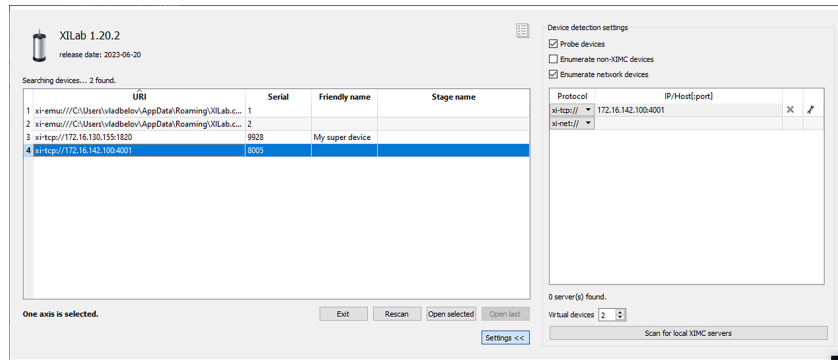 XILab 1.20.2
release date: 2023-06-20
Searching devices... 2 found.
URI Serial Friendly name Stage name
1 xi-emu:///C:\Users\vladbelov\AppData\Roaming\XILab.c... 1
2 xi-emu:///C:\Users\vladbelov\AppData\Roaming\XILab.c... 2
3 xi-tcp://172.16.130.155:1820 9928 My super device
4 xi-tcp://172.16.142.100:4001 8005
One axis is selected.
Exit Rescan Open selected Open last
Settings <<
Device detection settings
Probe devices
Enumerate non-XIMC devices
Enumerate network devices
Protocol IP/Host[:port]
xi-tcp:// 172.16.142.100:4001
xi-net://
0 server(s) found.
Virtual devices 2
Scan for local XIMC servers